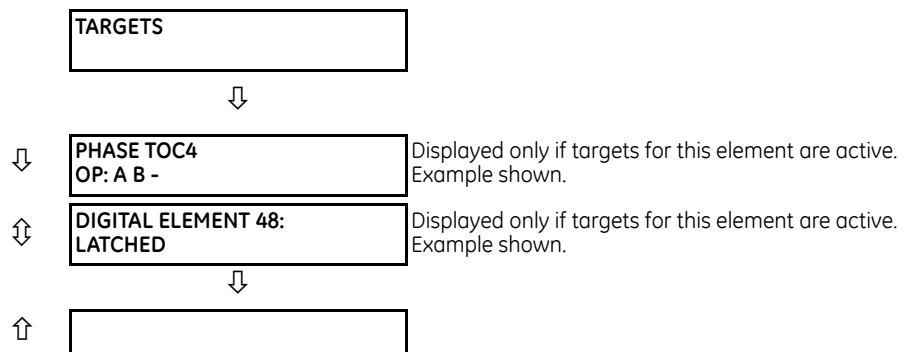 TARGETS
PHASE TOC4
OP: A B -
Displayed only if targets for this element are active.
Example shown.
DIGITAL ELEMENT 48:
LATCHED
Displayed only if targets for this element are active.
Example shown.